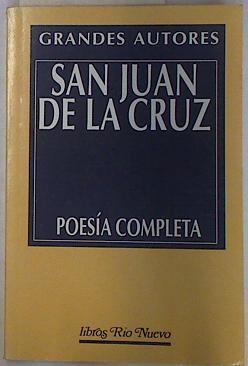 GRANDES AUTORES
SAN JUAN
DE LA CRUZ
POESÍA COMPLETA
libros Río Nuevo